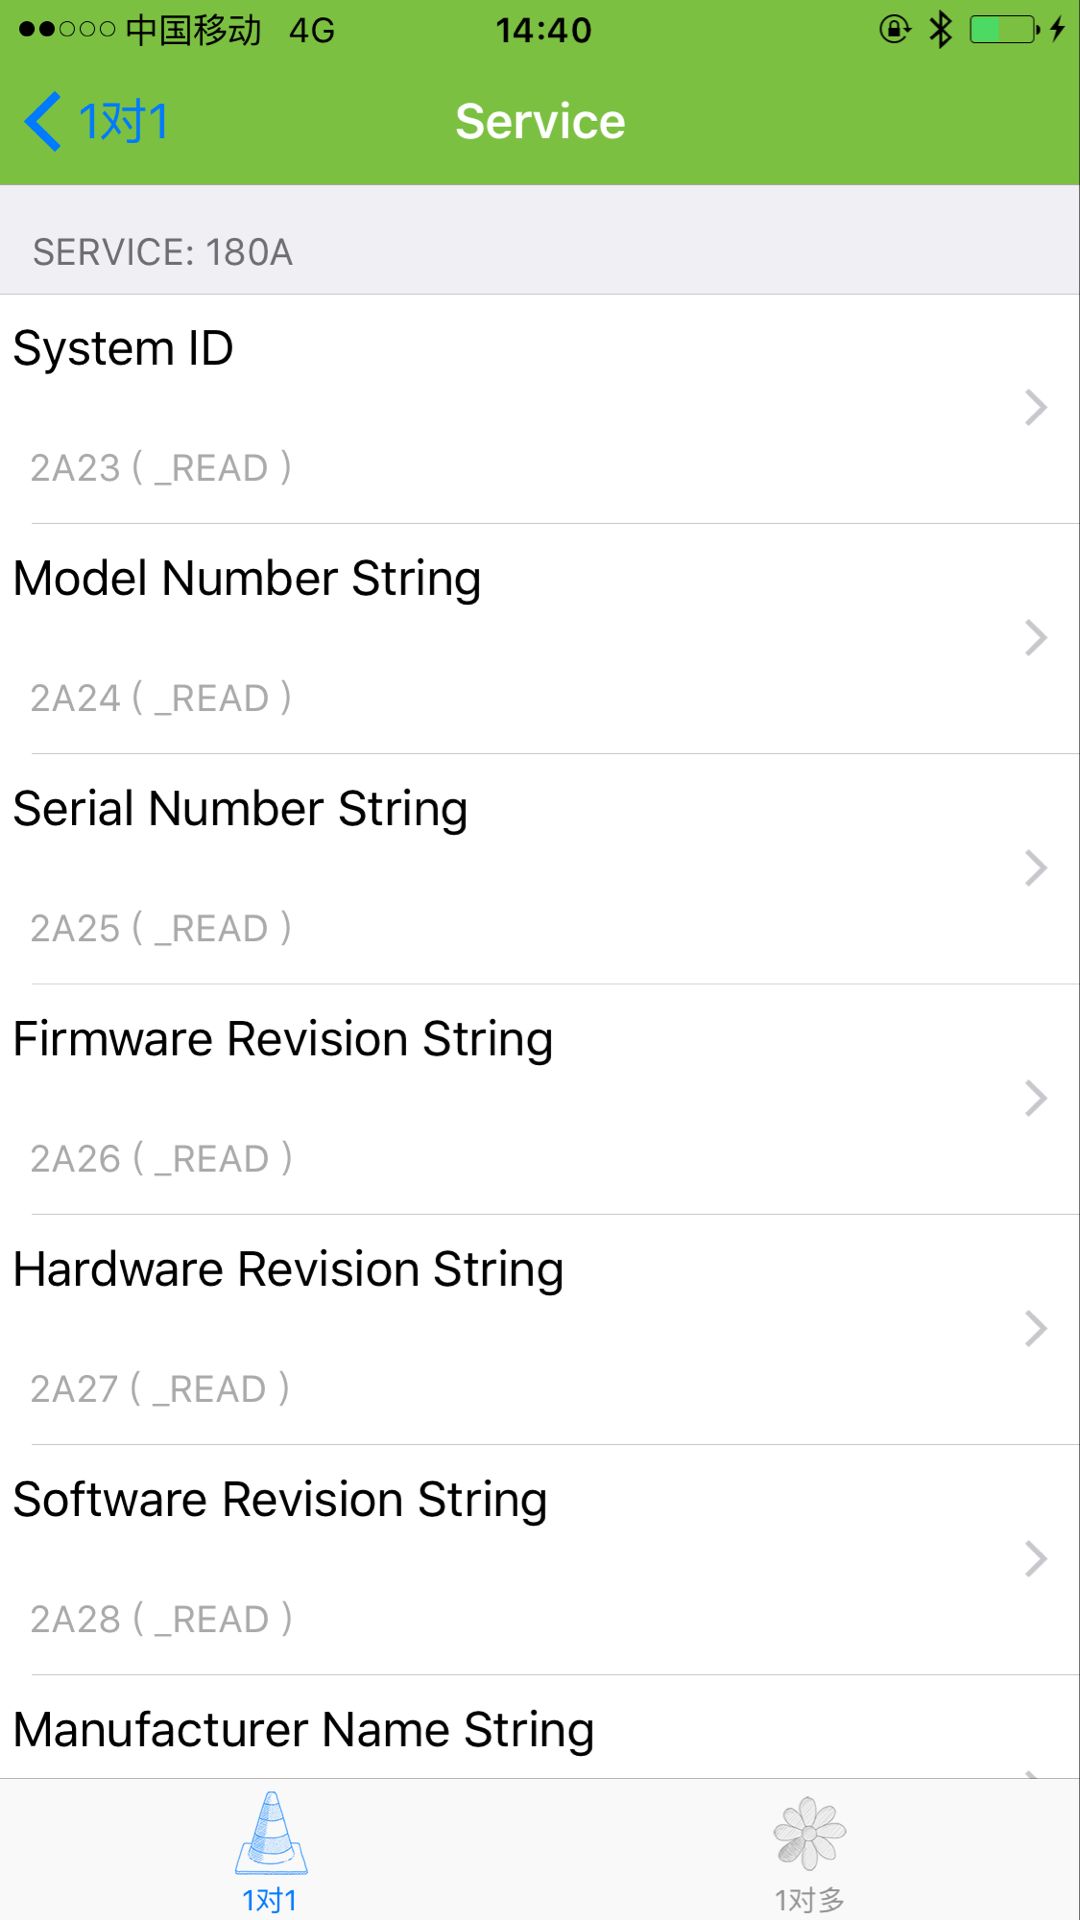 中国移动 4G 14:40
1对1 Service
SERVICE: 180A
System ID
2A23 ( _READ )
Model Number String
2A24 ( _READ )
Serial Number String
2A25 ( _READ )
Firmware Revision String
2A26 ( _READ )
Hardware Revision String
2A27 ( _READ )
Software Revision String
2A28 ( _READ )
Manufacturer Name String
1对1 1对多